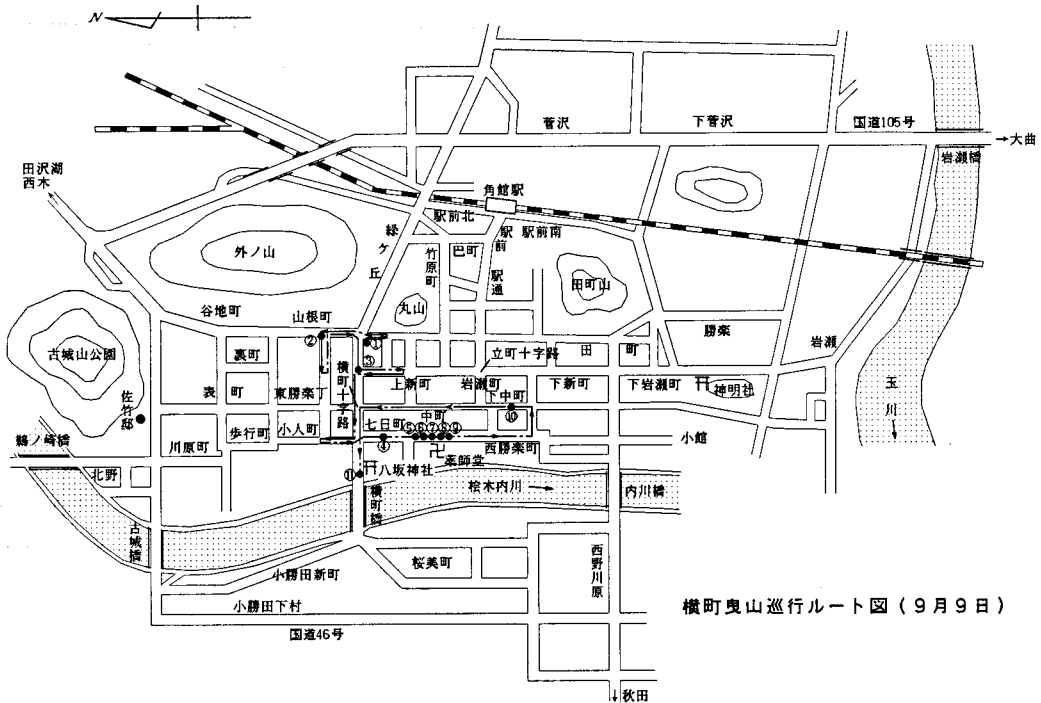 N
菅沢
下菅沢
国道105号
→大曲
岩瀬橋
田沢湖
西木
角館駅
駅前北
駅前
駅前南
緑ヶ丘
竹原町
巴町
駅通
外ノ山
田町山
丸山
谷地町
山根町
勝楽
岩瀬
古城山公園
裏町
②
①
③
立町十字路
田町
表町
東勝楽丁
横町十字路
上新町
岩瀬町
下中町
下新町
下岩瀬町
神明社
玉川
佐竹邸
歩行町
小人町
七日町
中町
⑩
⑤⑥⑦⑧⑨
④
川原町
西勝楽町
小館
薬師堂
鵜ノ崎橋
北野
⑪
八坂神社
横町橋
桧木内川
内川橋
古城橋
桜美町
西野川原
小勝田新町
小勝田下村
国道46号
横町曳山巡行ルート図(9月9日)
↓秋田